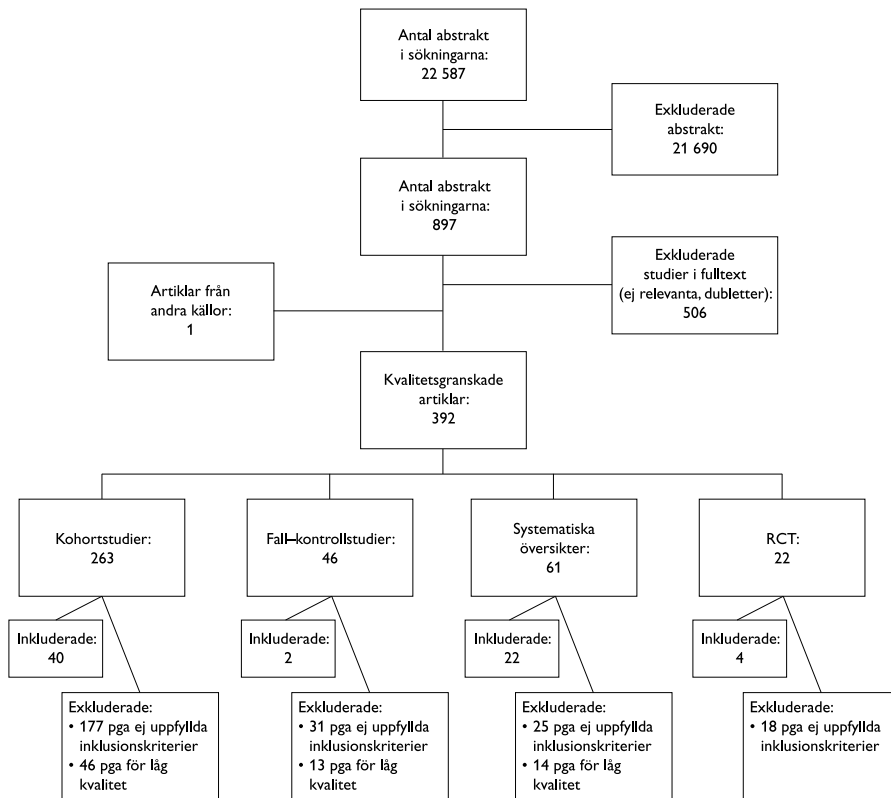 Antal abstrakt
i sökningarna:
22 587
Exkluderade
abstrakt:
21 690
Antal abstrakt
i sökningarna:
897
Exkluderade
studier i fulltext
(ej relevanta, dubletter):
506
Artiklar från
andra källor:
1
Kvalitetsgranskade
artiklar:
392
Kohortstudier:
263
Fall–kontrollstudier:
46
Systematiska
översikter:
61
RCT:
22
Inkluderade:
40
Inkluderade:
2
Inkluderade:
22
Inkluderade:
4
Exkluderade:
• 177 pga ej uppfyllda
inklusionskriterier
• 46 pga för låg
kvalitet
Exkluderade:
• 31 pga ej uppfyllda
inklusionskriterier
• 13 pga för låg
kvalitet
Exkluderade:
• 25 pga ej uppfyllda
inklusionskriterier
• 14 pga för låg
kvalitet
Exkluderade:
• 18 pga ej uppfyllda
inklusionskriterier